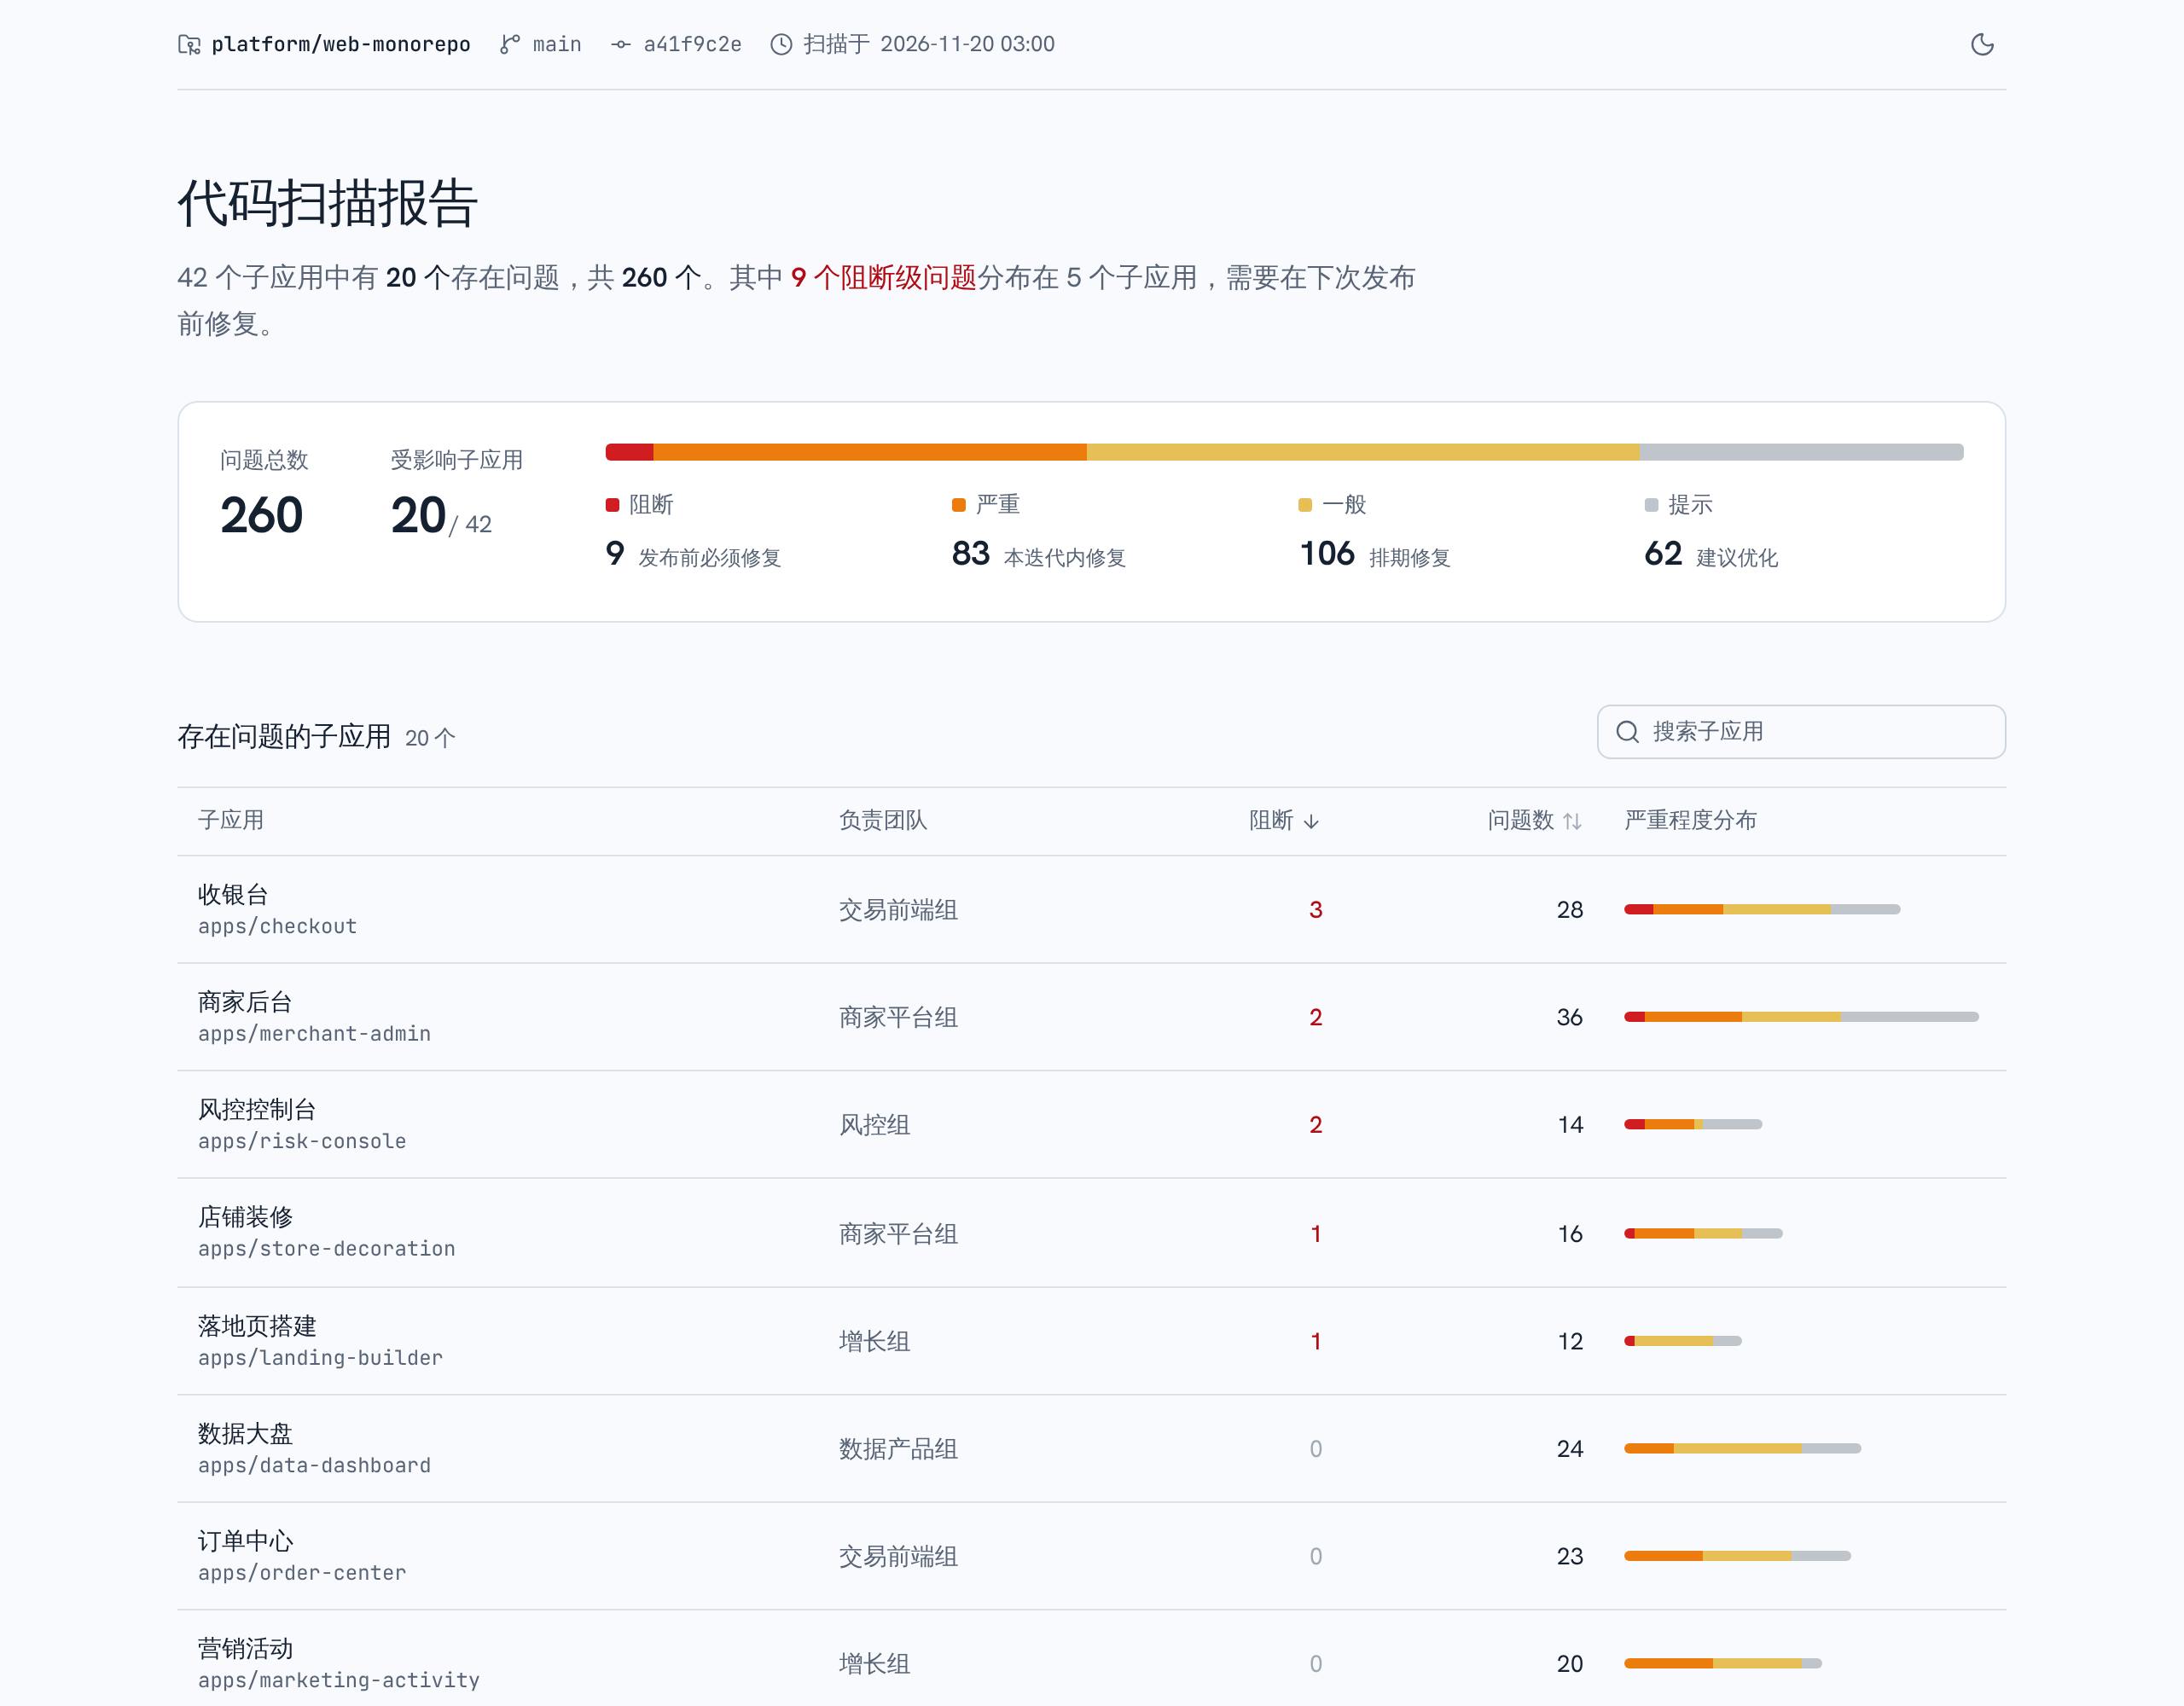 platform/web-monorepo main a41f9c2e 扫描于 2026-11-20 03:00
代码扫描报告
42 个子应用中有 20 个存在问题，共 260 个。其中 9 个阻断级问题分布在 5 个子应用，需要在下次发布
前修复。
问题总数
260
受影响子应用
20 / 42
阻断
9 发布前必须修复
严重
83 本迭代内修复
一般
106 排期修复
提示
62 建议优化
存在问题的子应用 20 个
搜索子应用
子应用 负责团队 阻断 问题数 严重程度分布
收银台
apps/checkout
交易前端组 3 28
商家后台
apps/merchant-admin
商家平台组 2 36
风控控制台
apps/risk-console
风控组 2 14
店铺装修
apps/store-decoration
商家平台组 1 16
落地页搭建
apps/landing-builder
增长组 1 12
数据大盘
apps/data-dashboard
数据产品组 0 24
订单中心
apps/order-center
交易前端组 0 23
营销活动
apps/marketing-activity
增长组 0 20